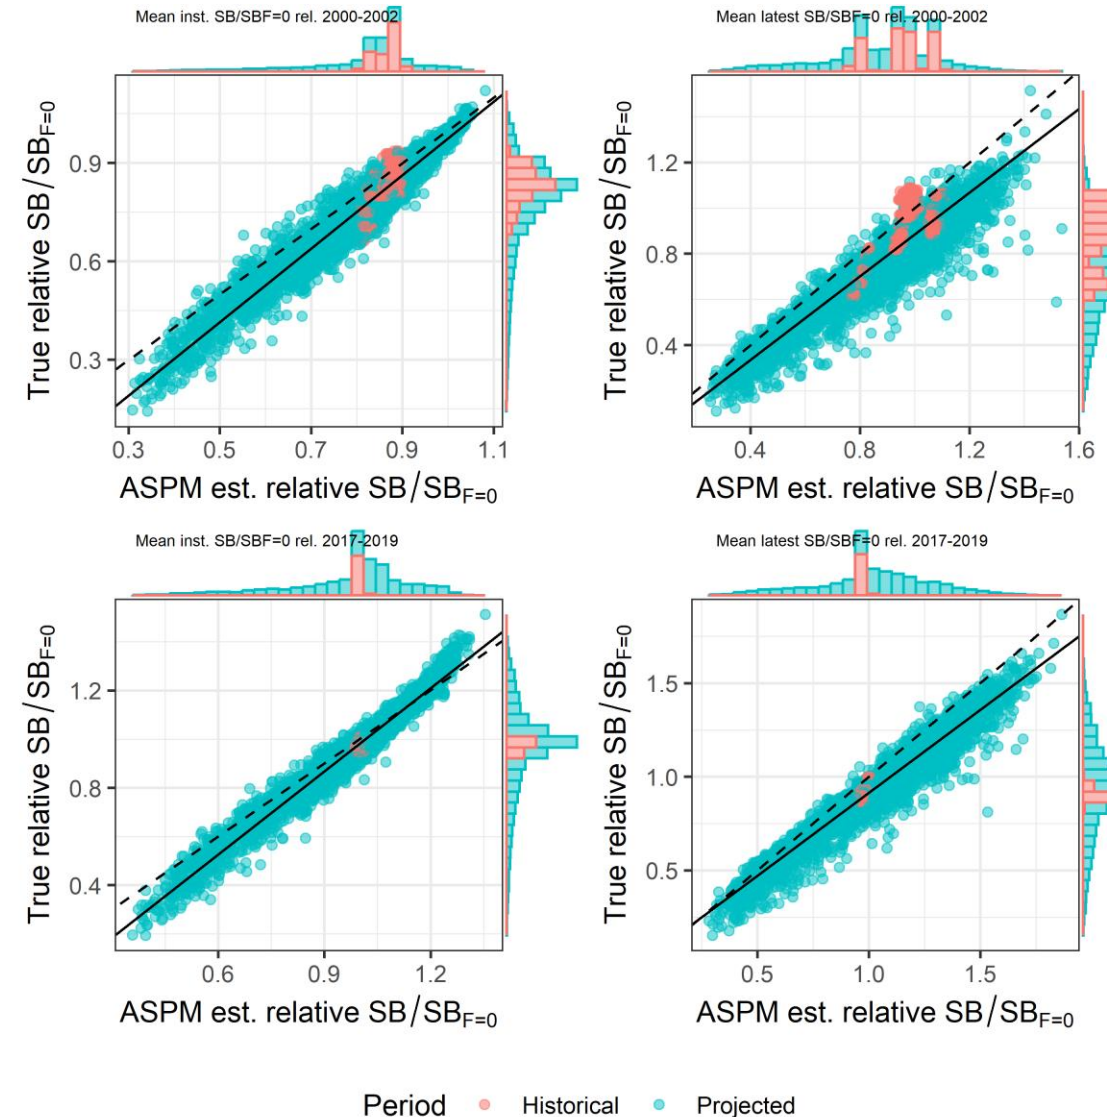 Mean inst. SB/SBF=0 rel. 2000-2002
True relative SB/SBF=0
0.9
0.6
0.3
0.3 0.5 0.7 0.9 1.1
ASPM est. relative SB/SBF=0
Mean latest SB/SBF=0 rel. 2000-2002
True relative SB/SBF=0
1.2
0.8
0.4
0.4 0.8 1.2 1.6
ASPM est. relative SB/SBF=0
Mean inst. SB/SBF=0 rel. 2017-2019
True relative SB/SBF=0
1.2
0.8
0.4
0.6 0.9 1.2
ASPM est. relative SB/SBF=0
Mean latest SB/SBF=0 rel. 2017-2019
True relative SB/SBF=0
1.5
1.0
0.5
0.5 1.0 1.5
ASPM est. relative SB/SBF=0
Period Historical Projected